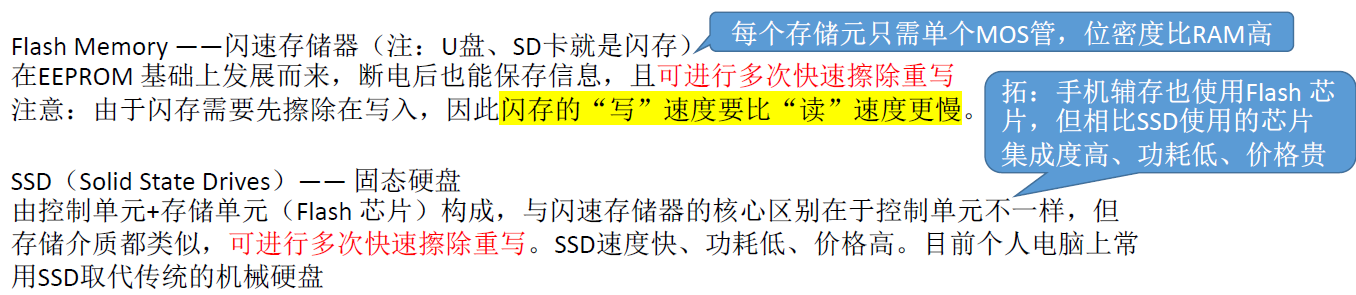 每个存储元只需单个MOS管，位密度比RAM高
Flash Memory ——闪速存储器（注：U盘、SD卡就是闪存）
在EEPROM 基础上发展而来，断电后也能保存信息，且可进行多次快速擦除重写
注意：由于闪存需要先擦除在写入，因此闪存的“写”速度要比“读”速度更慢。
拓：手机辅存也使用Flash 芯
片，但相比SSD使用的芯片
集成度高、功耗低、价格贵
SSD（Solid State Drives）—— 固态硬盘
由控制单元+存储单元（Flash 芯片）构成，与闪速存储器的核心区别在于控制单元不一样，但
存储介质都类似，可进行多次快速擦除重写。SSD速度快、功耗低、价格高。目前个人电脑上常
用SSD取代传统的机械硬盘